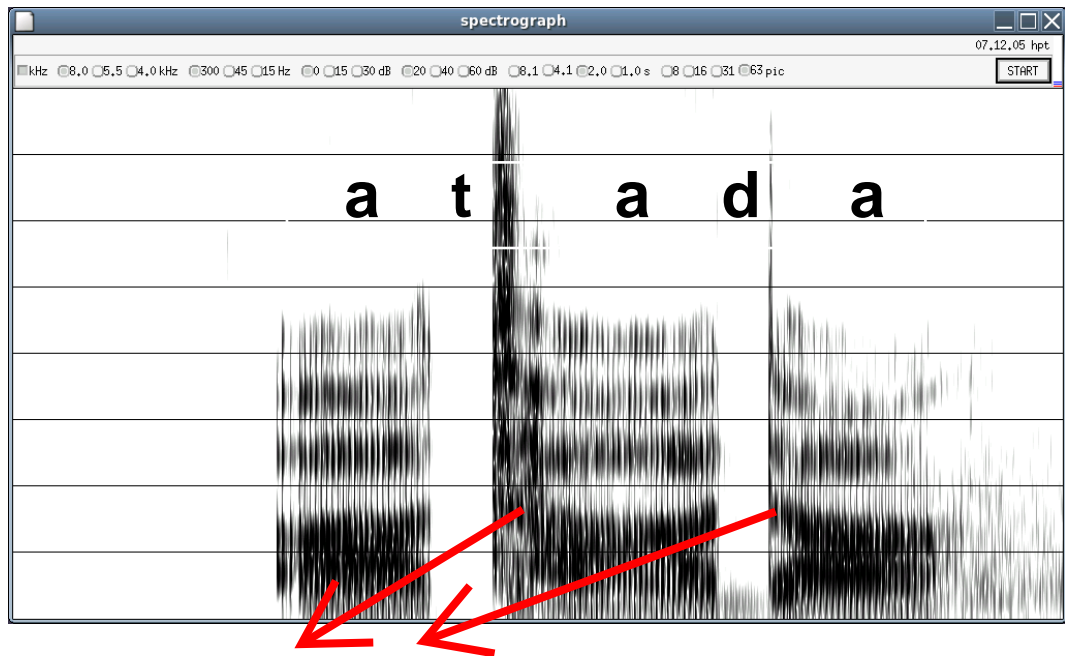 spectrograph
07.12.05 hpt
kHz 8.0 5.5 4.0 kHz 300 45 15 Hz 0 15 30 dB 20 40 60 dB 8.1 4.1 2.0 1.0 s 8 16 31 63 pic START
a t a d a